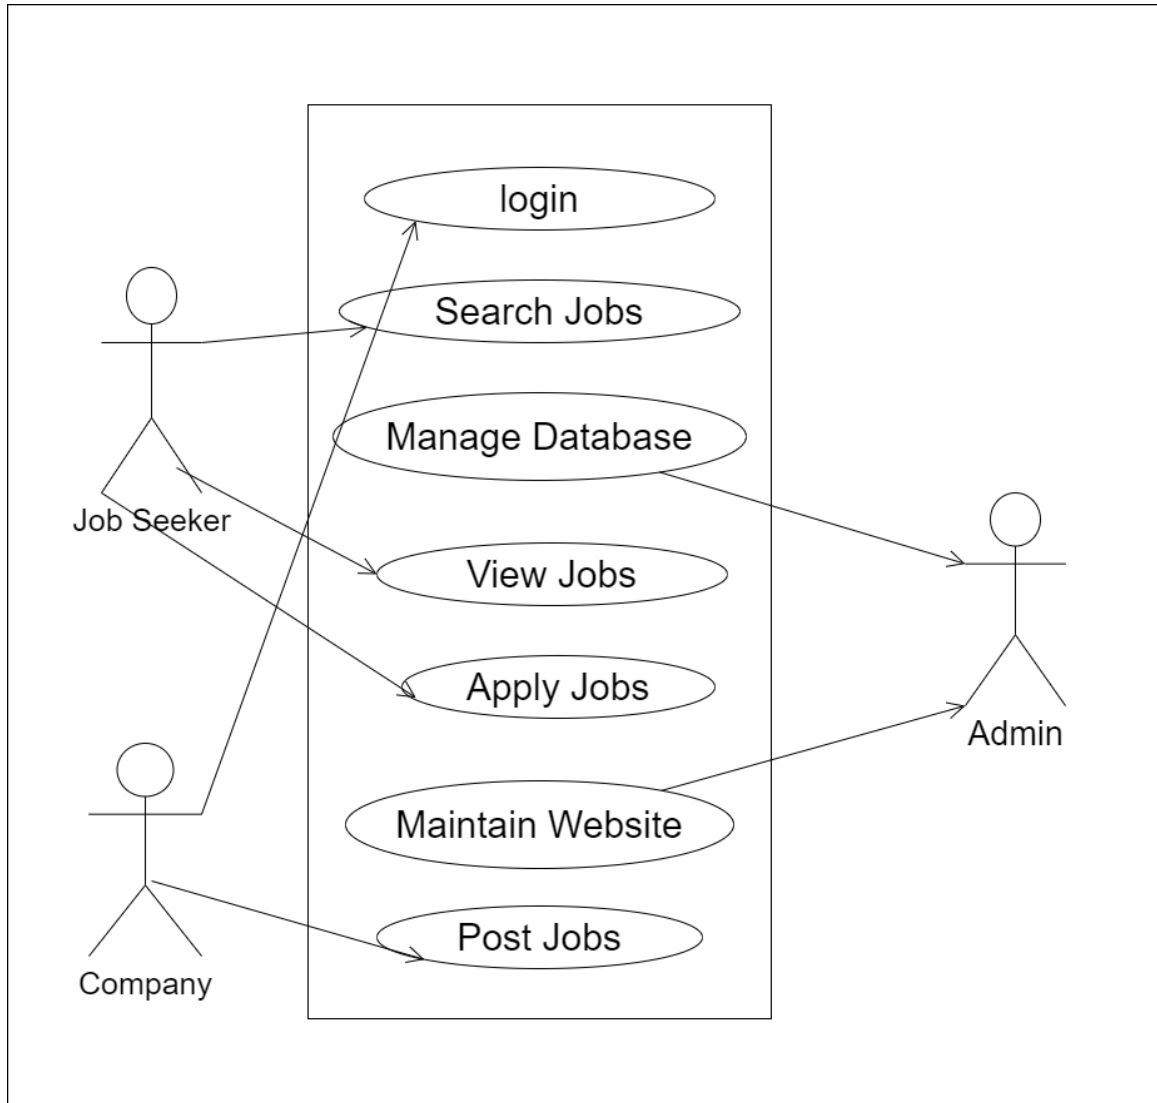 login
Search Jobs
Manage Database
Job Seeker
View Jobs
Apply Jobs
Admin
Maintain Website
Post Jobs
Company